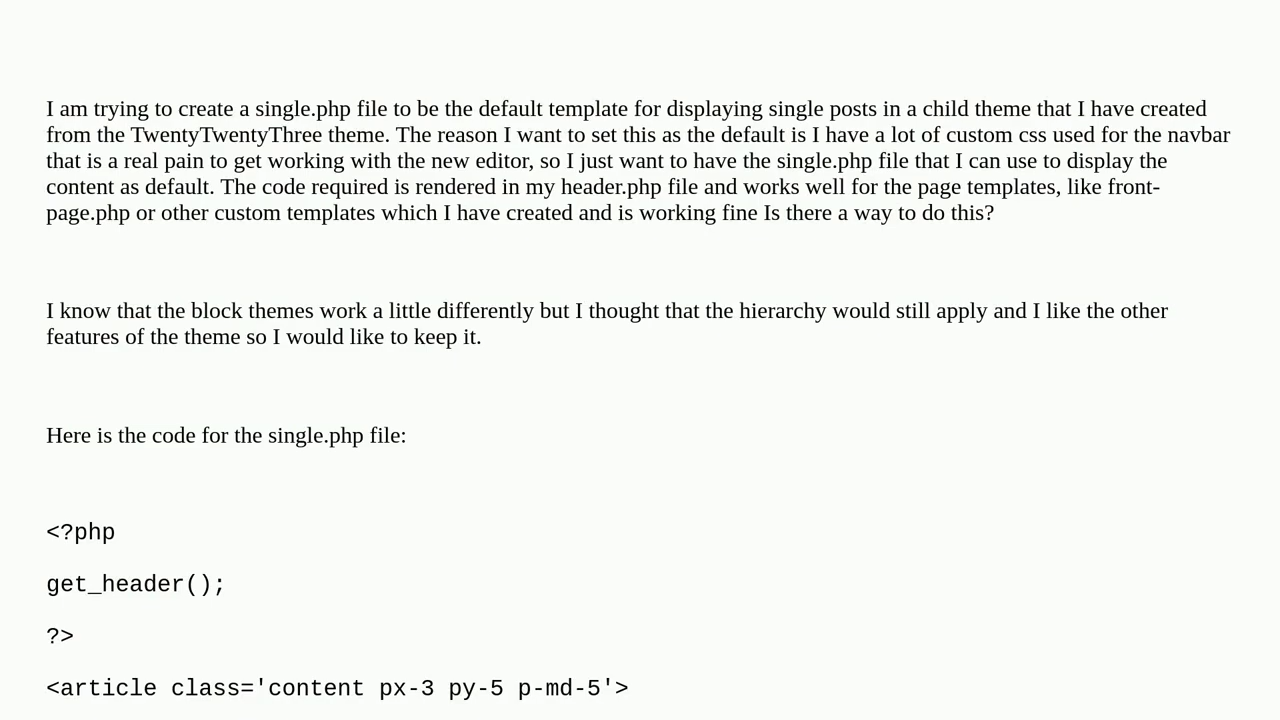 I am trying to create a single.php file to be the default template for displaying single posts in a child theme that I have created
from the TwentyTwentyThree theme. The reason I want to set this as the default is I have a lot of custom css used for the navbar
that is a real pain to get working with the new editor, so I just want to have the single.php file that I can use to display the
content as default. The code required is rendered in my header.php file and works well for the page templates, like front-
page.php or other custom templates which I have created and is working fine Is there a way to do this?
I know that the block themes work a little differently but I thought that the hierarchy would still apply and I like the other
features of the theme so I would like to keep it.
Here is the code for the single.php file:
<?php
get_header();
?>
<article class='content px-3 py-5 p-md-5'>